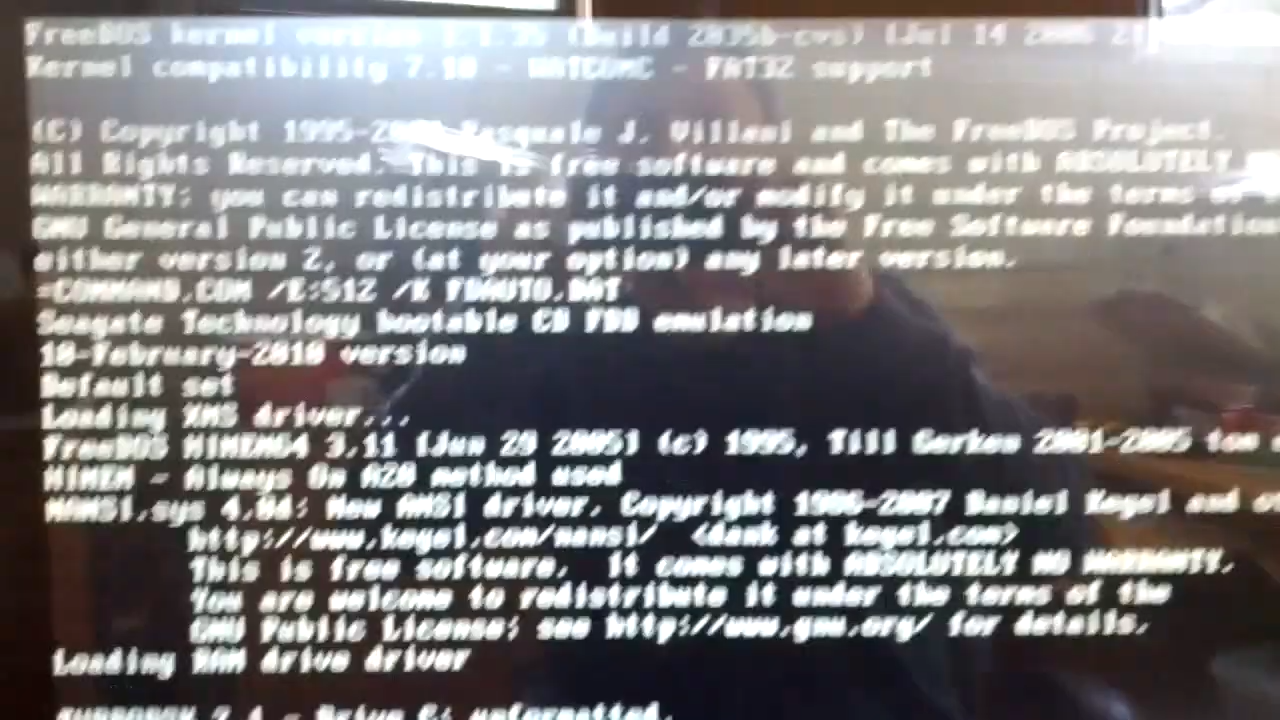 FreeDOS kernel version 1.1.35 (Build 2035b-cvs) (Jul 14 2006
Kernel compatibility 7.10 - WATCOMC - FAT32 support
(C) Copyright 1995- Pasquale J. Villani and The FreeDOS Project.
All Rights Reserved. This is free software and comes with ABSOLUTELY
WARRANTY; you can redistribute it and/or modify it under the terms of
GNU General Public License as published by the Free Software Foundation
either version 2, or (at your option) any later version.
=COMMAND.COM /E:512 /K FDAUTO.BAT
Seagate Technology bootable CD FDD emulation
10-February-2010 version
Default set
Loading XMS driver...
FreeDOS HIMEM64 3.11 [Jun 29 2005] (c) 1995, Till Gerken 2001-2005 tom
HIMEM - Always On A20 method used
NANSI.sys 4.0d: New ANSI driver, Copyright 1986-2007 Daniel Kegel and
http://www.kegel.com/nansi/ <dank at kegel.com>
This is free software, it comes with ABSOLUTELY NO WARRANTY.
You are welcome to redistribute it under the terms of the
GNU Public License; see http://www.gnu.org/ for details.
Loading RAM drive driver
- Drive C: unformatted.